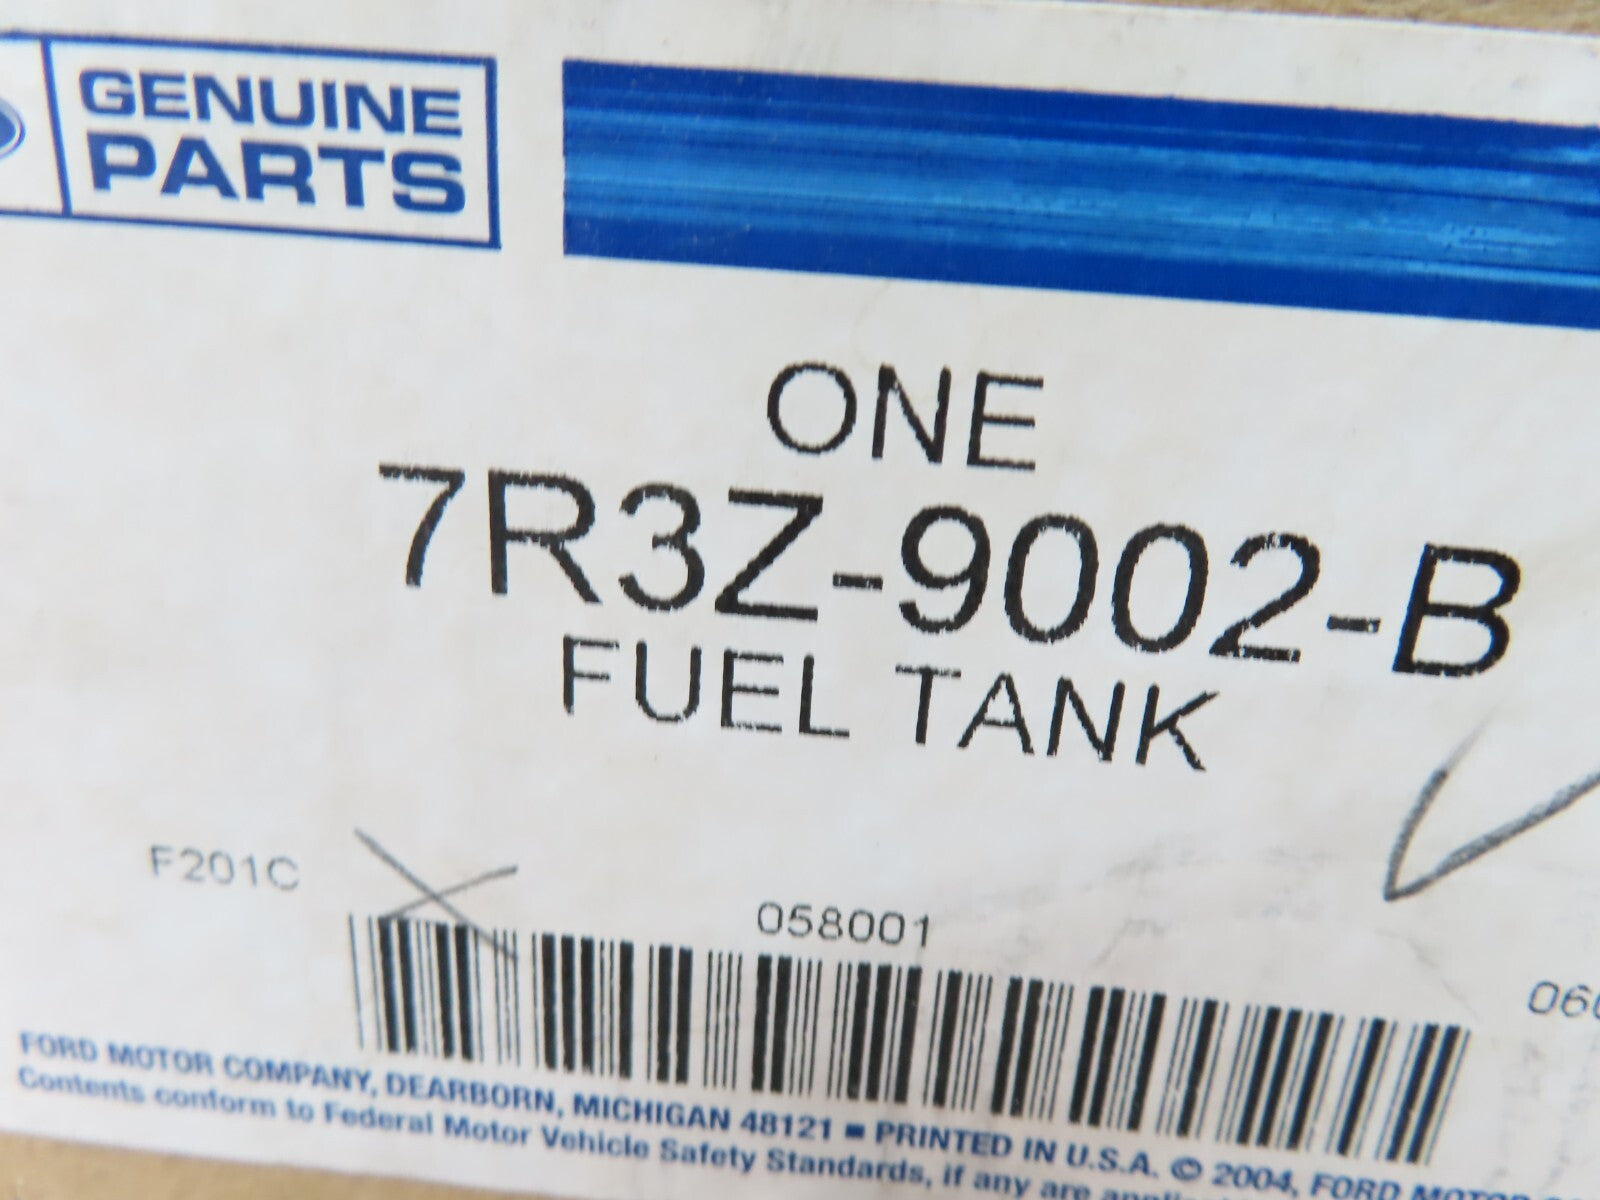 GENUINE
PARTS
ONE
7R3Z-9002-B
FUEL TANK
F201C
058001
060
FORD MOTOR COMPANY, DEARBORN, MICHIGAN 48121 ■ PRINTED IN U.S.A. © 2004, FORD MOTOR
Contents conform to Federal Motor Vehicle Safety Standards, if any are